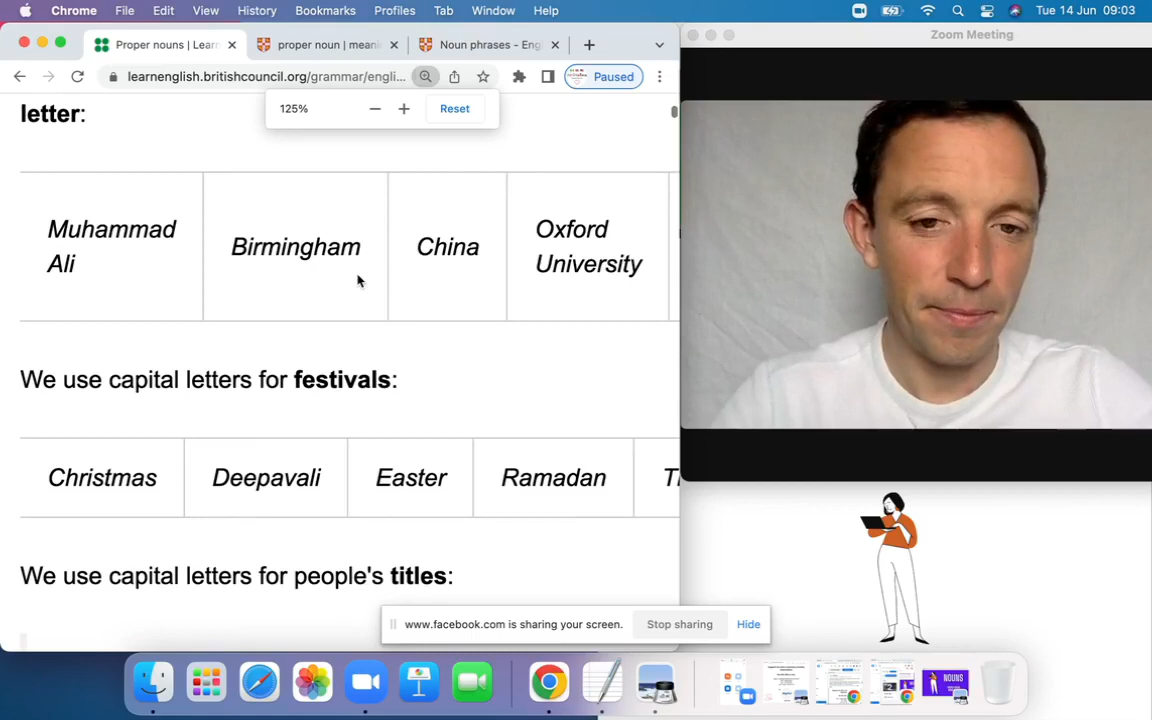 Chrome File Edit View History Bookmarks Profiles Tab Window Help Tue 14 Jun 09:03
Proper nouns | Lear
proper noun | meani
Noun phrases - Eng
Zoom Meeting
learnenglish.britishcouncil.org/grammar/engli...
Paused
125%
Reset
letter:
Muhammad
Ali
Birmingham
China
Oxford
University
We use capital letters for festivals:
Christmas Deepavali Easter Ramadan
We use capital letters for people's titles:
www.facebook.com is sharing your screen. Stop sharing Hide
NOUNS